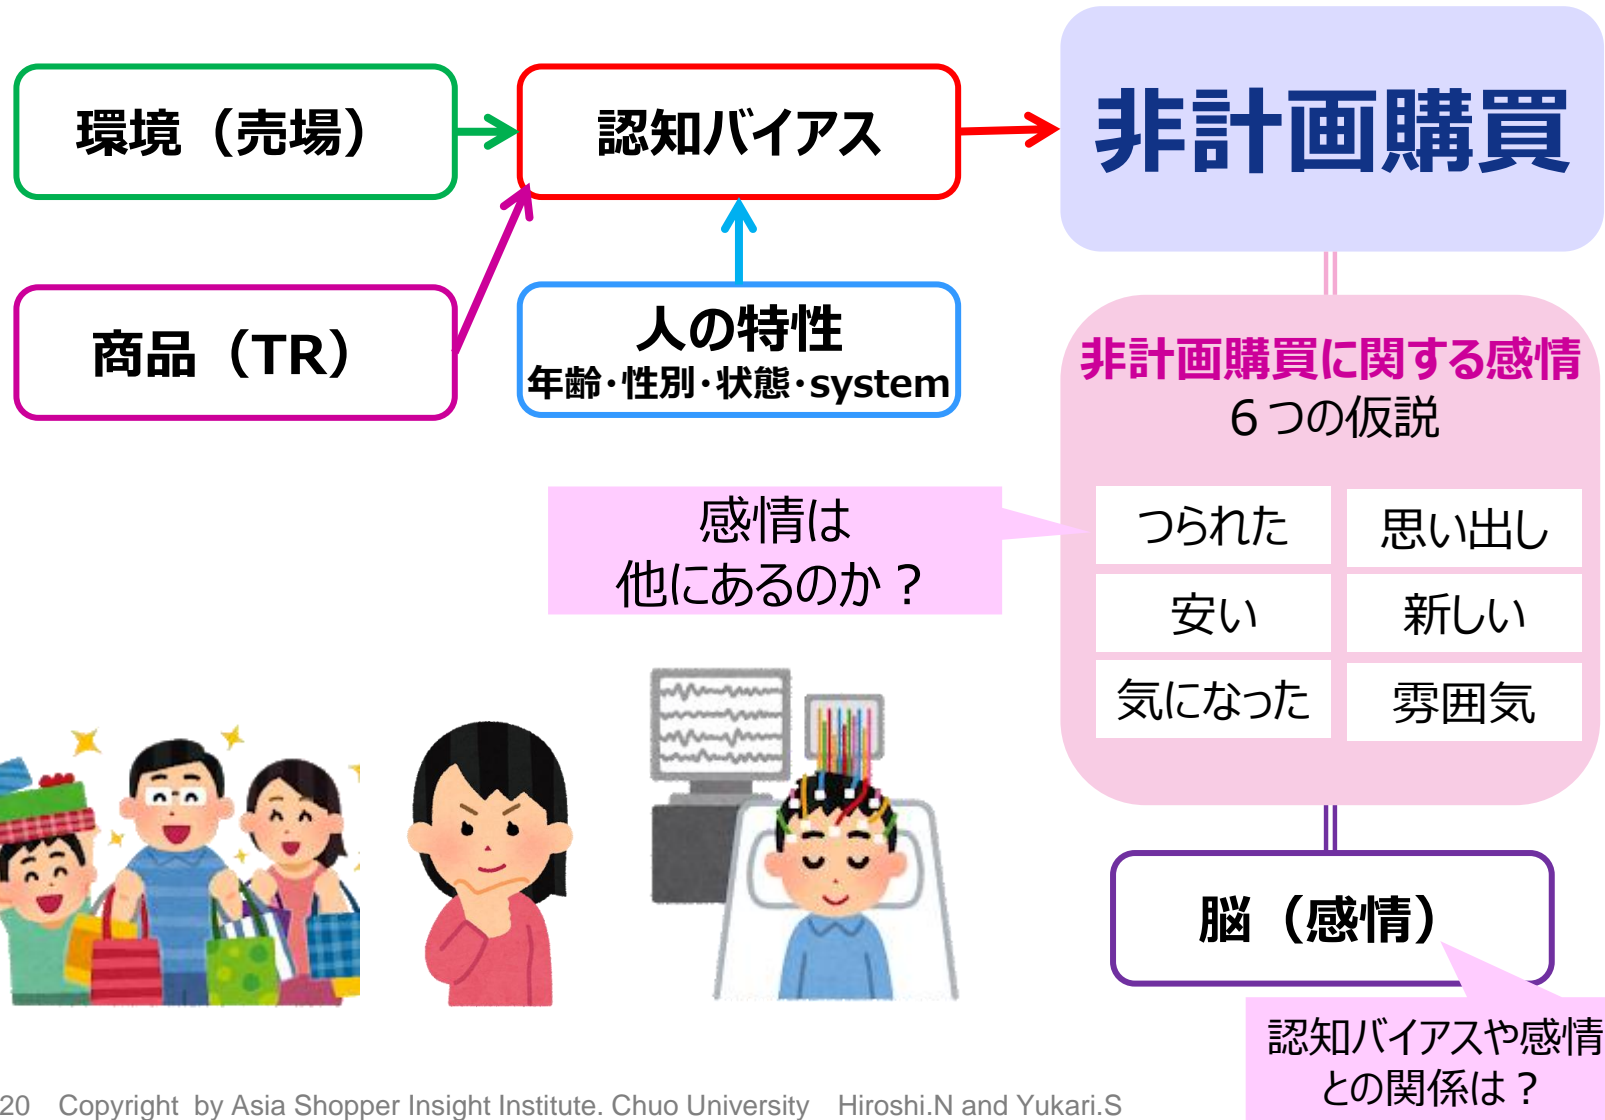 環境（売場）
認知バイアス
非計画購買
商品（TR）
人の特性
年齢・性別・状態・system
非計画購買に関する感情
６つの仮説
感情は
他にあるのか？
つられた
思い出し
安い
新しい
気になった
雰囲気
脳（感情）
認知バイアスや感情
との関係は？
20 Copyright by Asia Shopper Insight Institute. Chuo University Hiroshi.N and Yukari.S